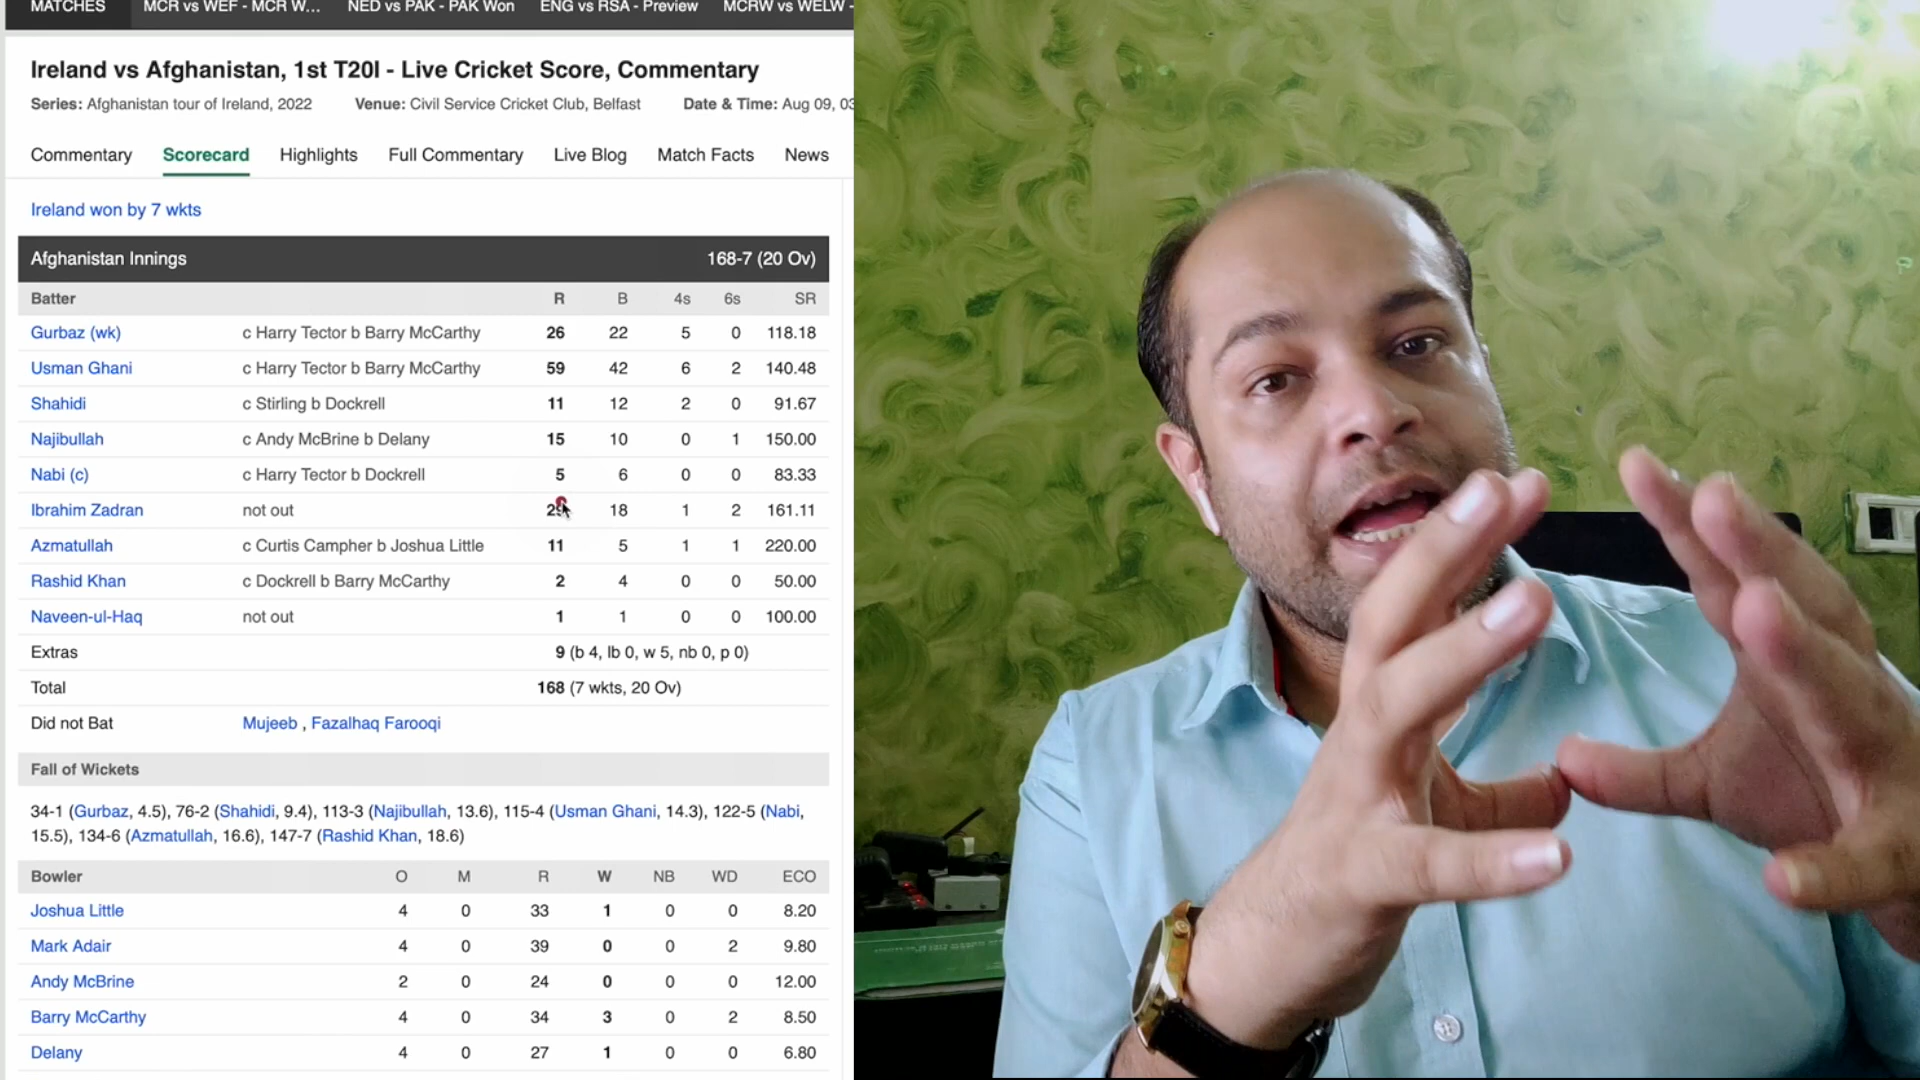 MATCHES MCR vs WEF - MCR W... NED vs PAK - PAK Won ENG vs RSA - Preview MCRW vs WELW -
Ireland vs Afghanistan, 1st T20I - Live Cricket Score, Commentary
Series: Afghanistan tour of Ireland, 2022 Venue: Civil Service Cricket Club, Belfast Date & Time: Aug 09, 03
Commentary Scorecard Highlights Full Commentary Live Blog Match Facts News
Ireland won by 7 wkts
Afghanistan Innings 168-7 (20 Ov)
Batter R B 4s 6s SR
Gurbaz (wk) c Harry Tector b Barry McCarthy 26 22 5 0 118.18
Usman Ghani c Harry Tector b Barry McCarthy 59 42 6 2 140.48
Shahidi c Stirling b Dockrell 11 12 2 0 91.67
Najibullah c Andy McBrine b Delany 15 10 0 1 150.00
Nabi (c) c Harry Tector b Dockrell 5 6 0 0 83.33
Ibrahim Zadran not out 29 18 1 2 161.11
Azmatullah c Curtis Campher b Joshua Little 11 5 1 1 220.00
Rashid Khan c Dockrell b Barry McCarthy 2 4 0 0 50.00
Naveen-ul-Haq not out 1 1 0 0 100.00
Extras 9 (b 4, lb 0, w 5, nb 0, p 0)
Total 168 (7 wkts, 20 Ov)
Did not Bat Mujeeb , Fazalhaq Farooqi
Fall of Wickets
34-1 (Gurbaz, 4.5), 76-2 (Shahidi, 9.4), 113-3 (Najibullah, 13.6), 115-4 (Usman Ghani, 14.3), 122-5 (Nabi,
15.5), 134-6 (Azmatullah, 16.6), 147-7 (Rashid Khan, 18.6)
Bowler O M R W NB WD ECO
Joshua Little 4 0 33 1 0 0 8.20
Mark Adair 4 0 39 0 0 2 9.80
Andy McBrine 2 0 24 0 0 0 12.00
Barry McCarthy 4 0 34 3 0 2 8.50
Delany 4 0 27 1 0 0 6.80